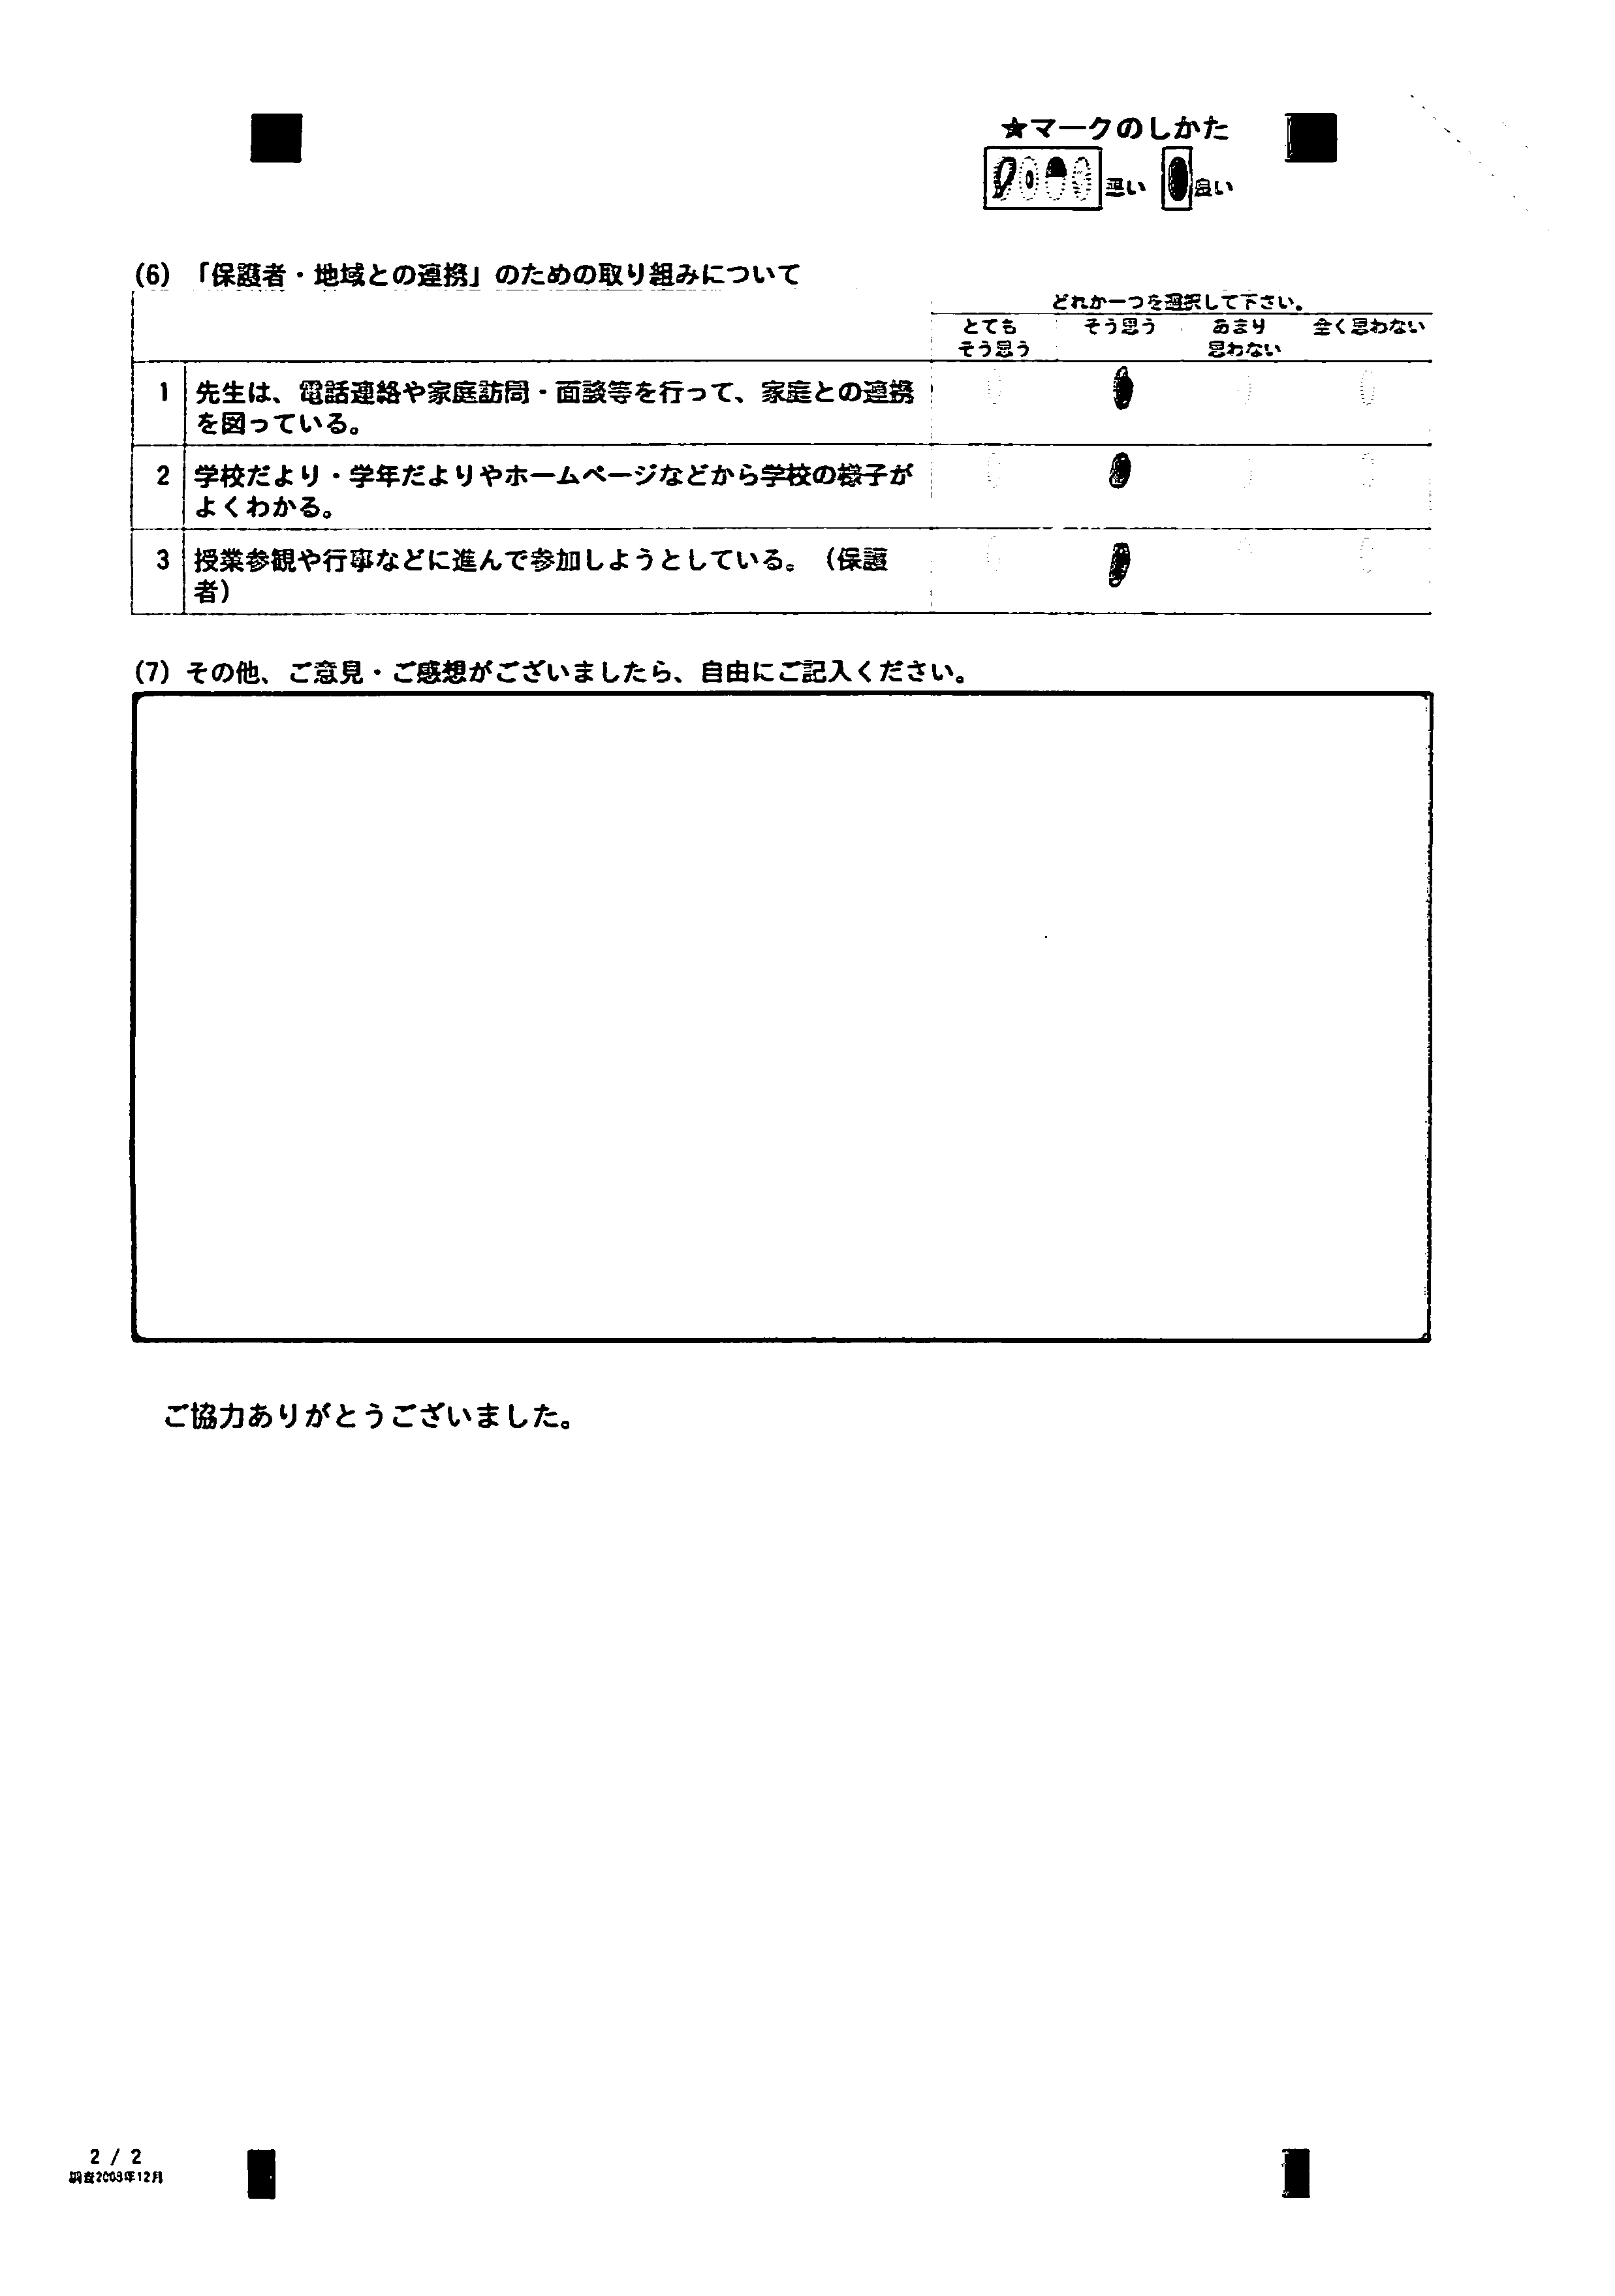 ★マークのしかた
悪い 良い
(6) 「保護者・地域との連携」のための取り組みについて
どれか一つを選択して下さい。
とても そう思う あまり 全く思わない
そう思う 思わない
1 先生は、電話連絡や家庭訪問・面談等を行って、家庭との連携
を図っている。
2 学校だより・学年だよりやホームページなどから学校の様子が
よくわかる。
3 授業参観や行事などに進んで参加しようとしている。（保護
者）
(7) その他、ご意見・ご感想がございましたら、自由にご記入ください。
ご協力ありがとうございました。
2 / 2
調査2008年12月